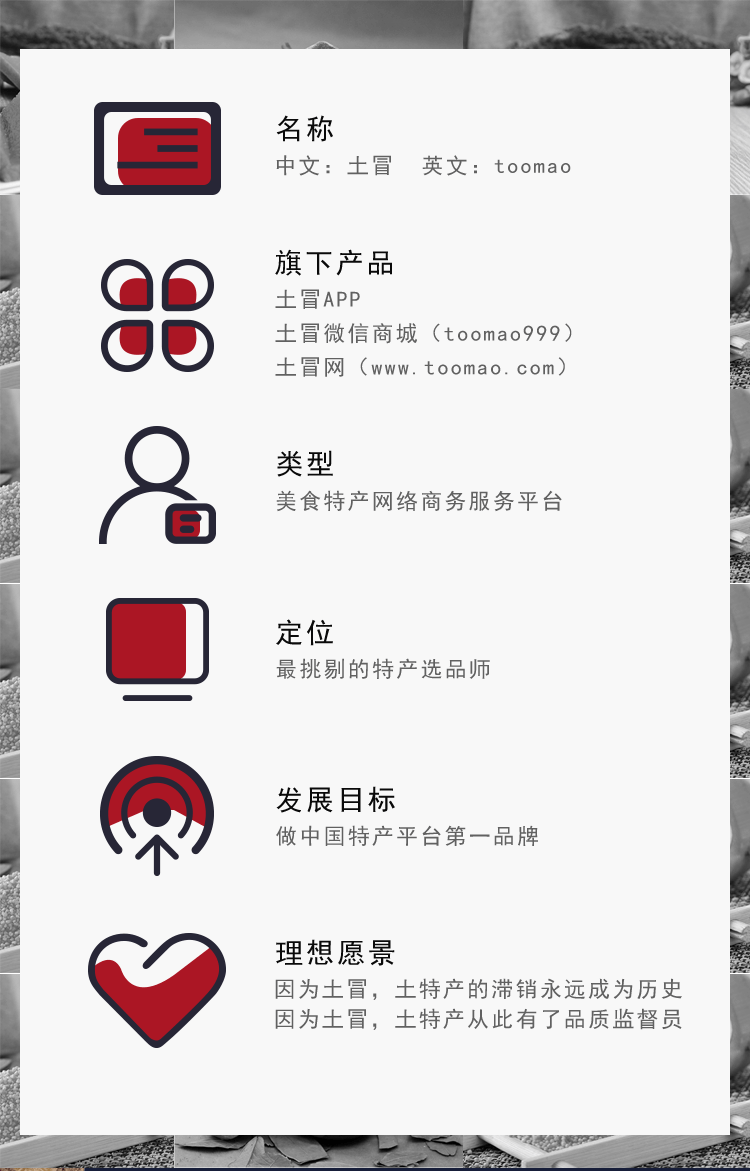 名称
中文：土冒　英文：toomao
旗下产品
土冒APP
土冒微信商城（toomao999）
土冒网（www.toomao.com）
类型
美食特产网络商务服务平台
定位
最挑剔的特产选品师
发展目标
做中国特产平台第一品牌
理想愿景
因为土冒，土特产的滞销永远成为历史
因为土冒，土特产从此有了品质监督员